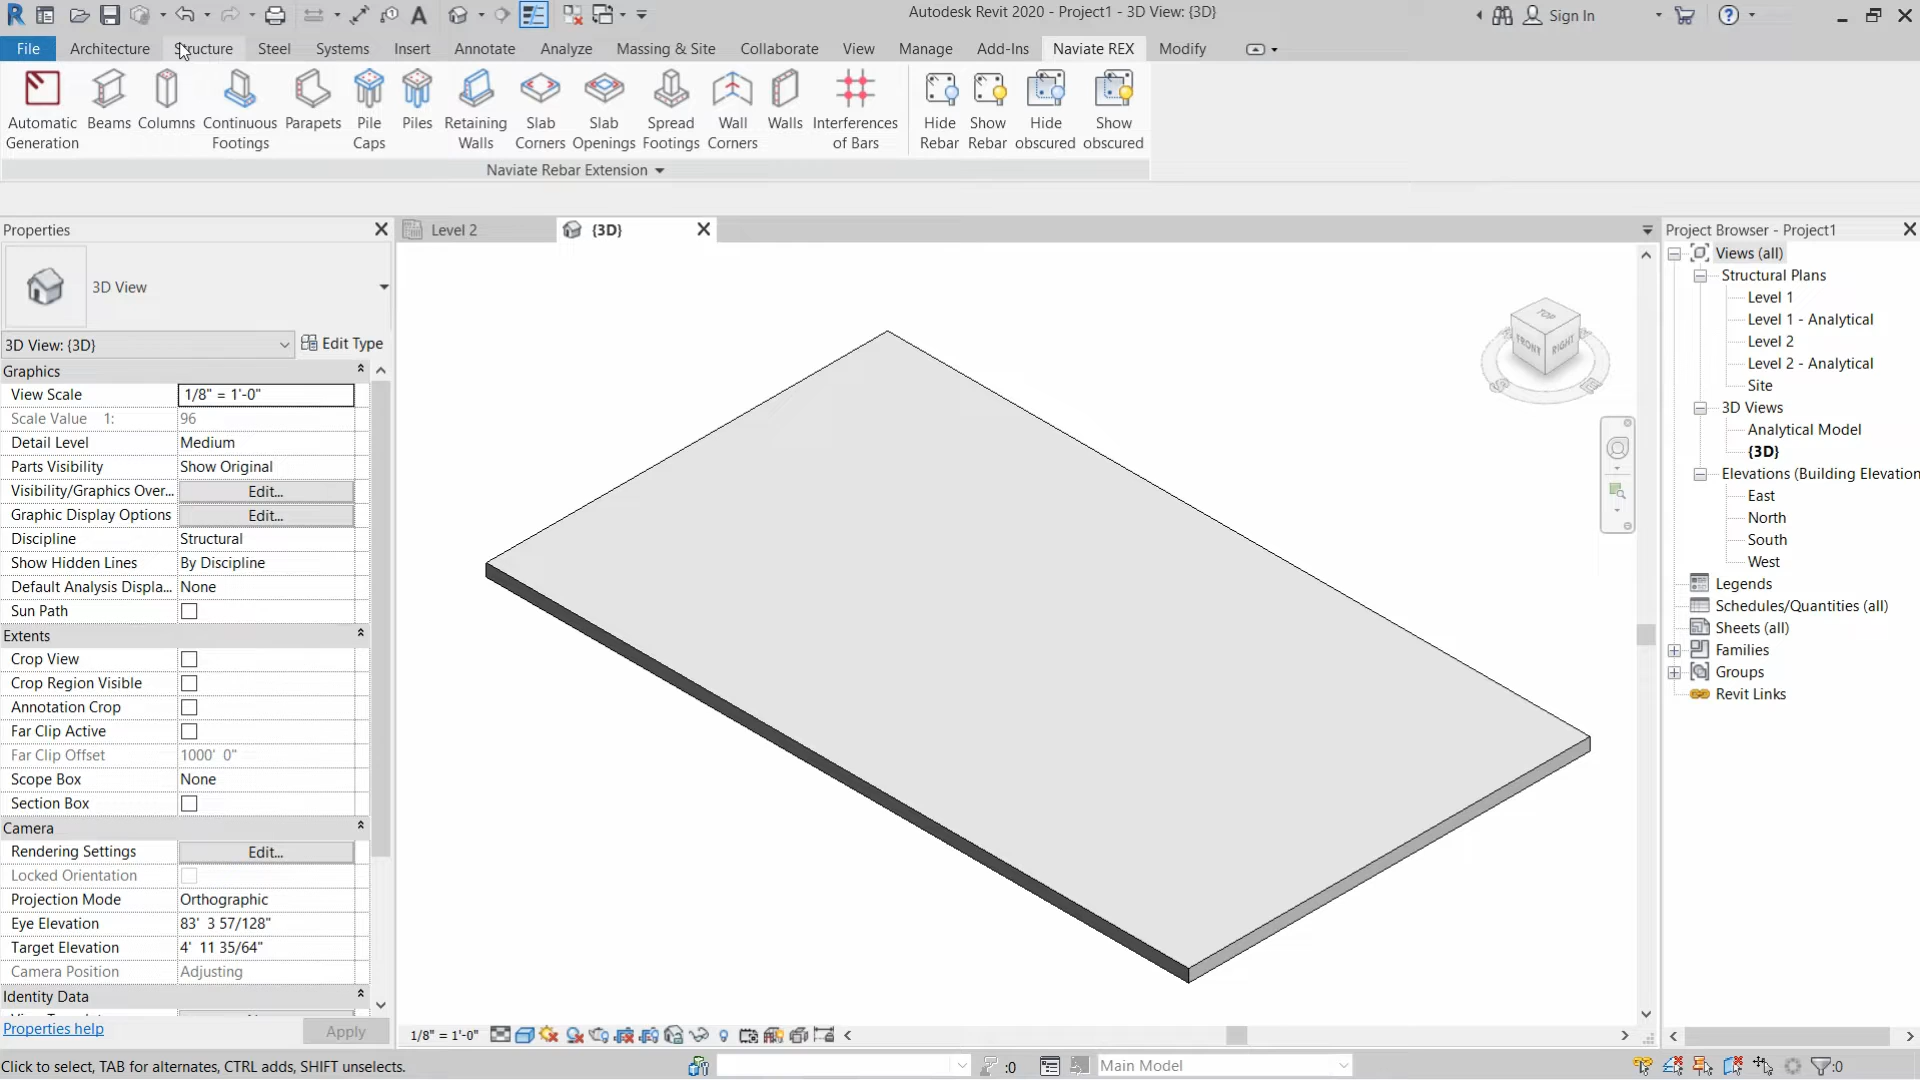 Autodesk Revit 2020 - Project1 - 3D View: {3D}
Sign In
File Architecture Structure Steel Systems Insert Annotate Analyze Massing & Site Collaborate View Manage Add-Ins Naviate REX Modify
Automatic Generation
Beams
Columns
Continuous Footings
Parapets
Pile Caps
Piles
Retaining Walls
Slab Corners
Slab Openings
Spread Footings
Wall Corners
Walls
Interferences of Bars
Hide Rebar
Show Rebar
Hide obscured
Show obscured
Naviate Rebar Extension
Properties
3D View
3D View: {3D}
Edit Type
Graphics
View Scale 1/8" = 1'-0"
Scale Value 1: 96
Detail Level Medium
Parts Visibility Show Original
Visibility/Graphics Over... Edit...
Graphic Display Options Edit...
Discipline Structural
Show Hidden Lines By Discipline
Default Analysis Displa... None
Sun Path
Extents
Crop View
Crop Region Visible
Annotation Crop
Far Clip Active
Far Clip Offset 1000' 0"
Scope Box None
Section Box
Camera
Rendering Settings Edit...
Locked Orientation
Projection Mode Orthographic
Eye Elevation 83' 3 57/128"
Target Elevation 4' 11 35/64"
Camera Position Adjusting
Identity Data
Properties help
Apply
Level 2
{3D}
TOP
FRONT
RIGHT
1/8" = 1'-0"
Project Browser - Project1
Views (all)
Structural Plans
Level 1
Level 1 - Analytical
Level 2
Level 2 - Analytical
Site
3D Views
Analytical Model
{3D}
Elevations (Building Elevation
East
North
South
West
Legends
Schedules/Quantities (all)
Sheets (all)
Families
Groups
Revit Links
Click to select, TAB for alternates, CTRL adds, SHIFT unselects.
:0
Main Model
:0